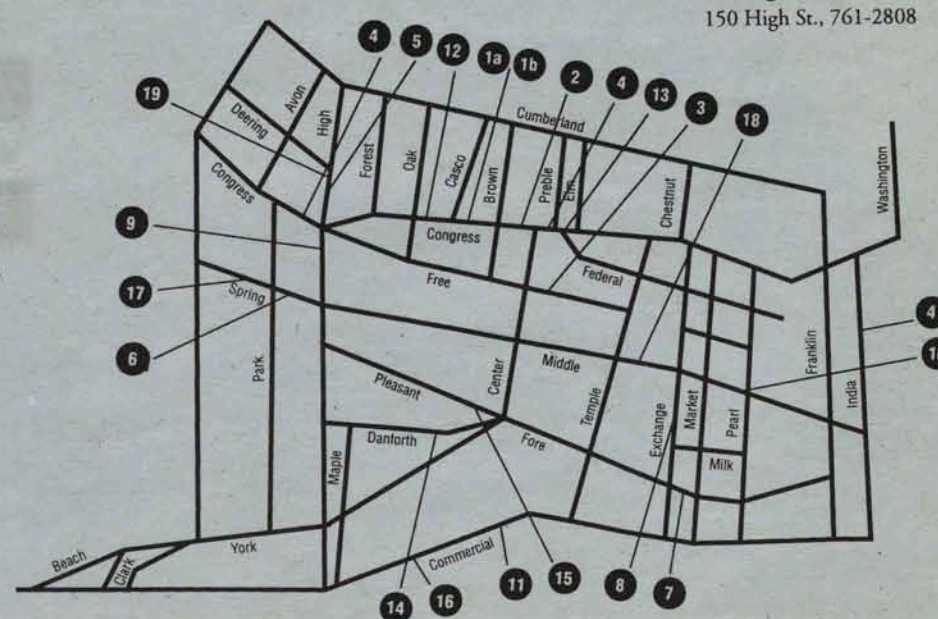 150 High St., 761-2808
4
5
12
1a
1b
2
4
13
3
18
19
Deering
Avon
High
Forest
Oak
Casco
Brown
Cumberland
Preble
Elm
Chestnut
Washington
Congress
Congress
9
Free
Federal
17
Spring
6
Park
Pleasant
Center
Middle
Temple
Exchange
Market
Pearl
Franklin
India
4
Danforth
Maple
Fore
Milk
Beach
Clark
York
Commercial
14
16
11
15
8
7